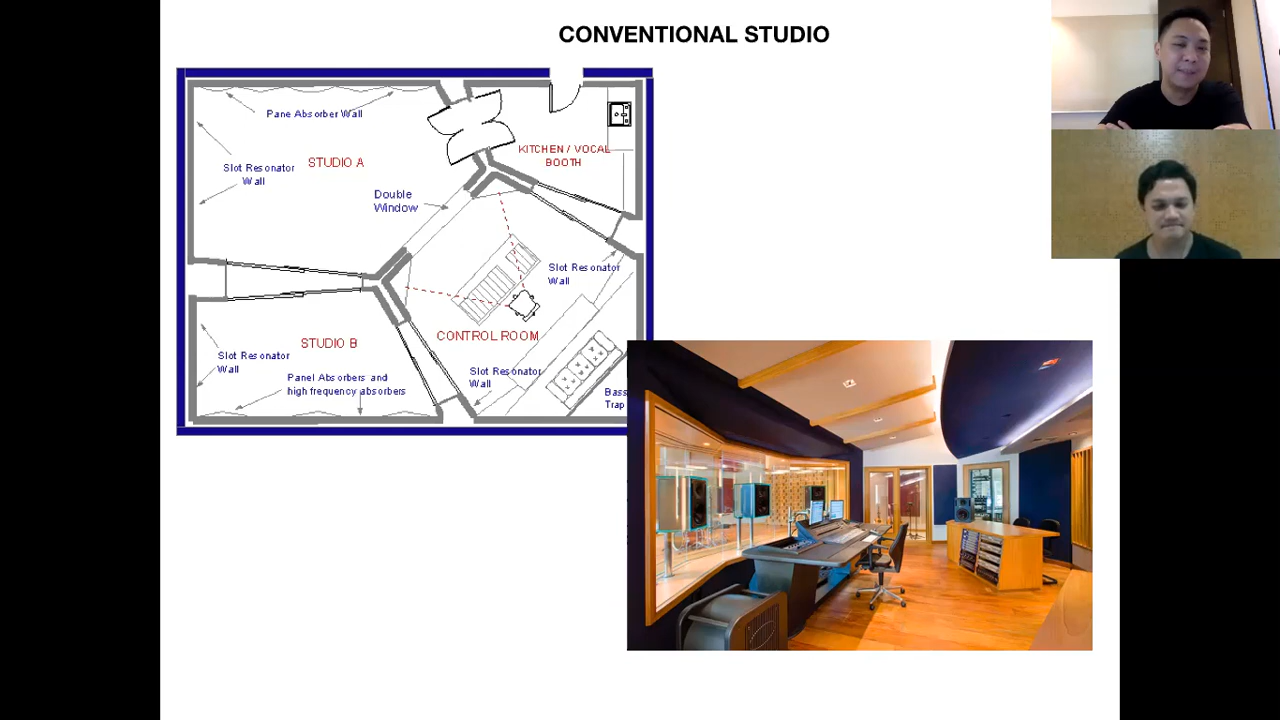 CONVENTIONAL STUDIO
Pane Absorber Wall
Slot Resonator
Wall
STUDIO A
Double
Window
KITCHEN / VOCAL
BOOTH
Slot Resonator
Wall
CONTROL ROOM
STUDIO B
Slot Resonator
Wall
Panel Absorbers and
high frequency absorbers
Slot Resonator
Wall
Bass
Trap